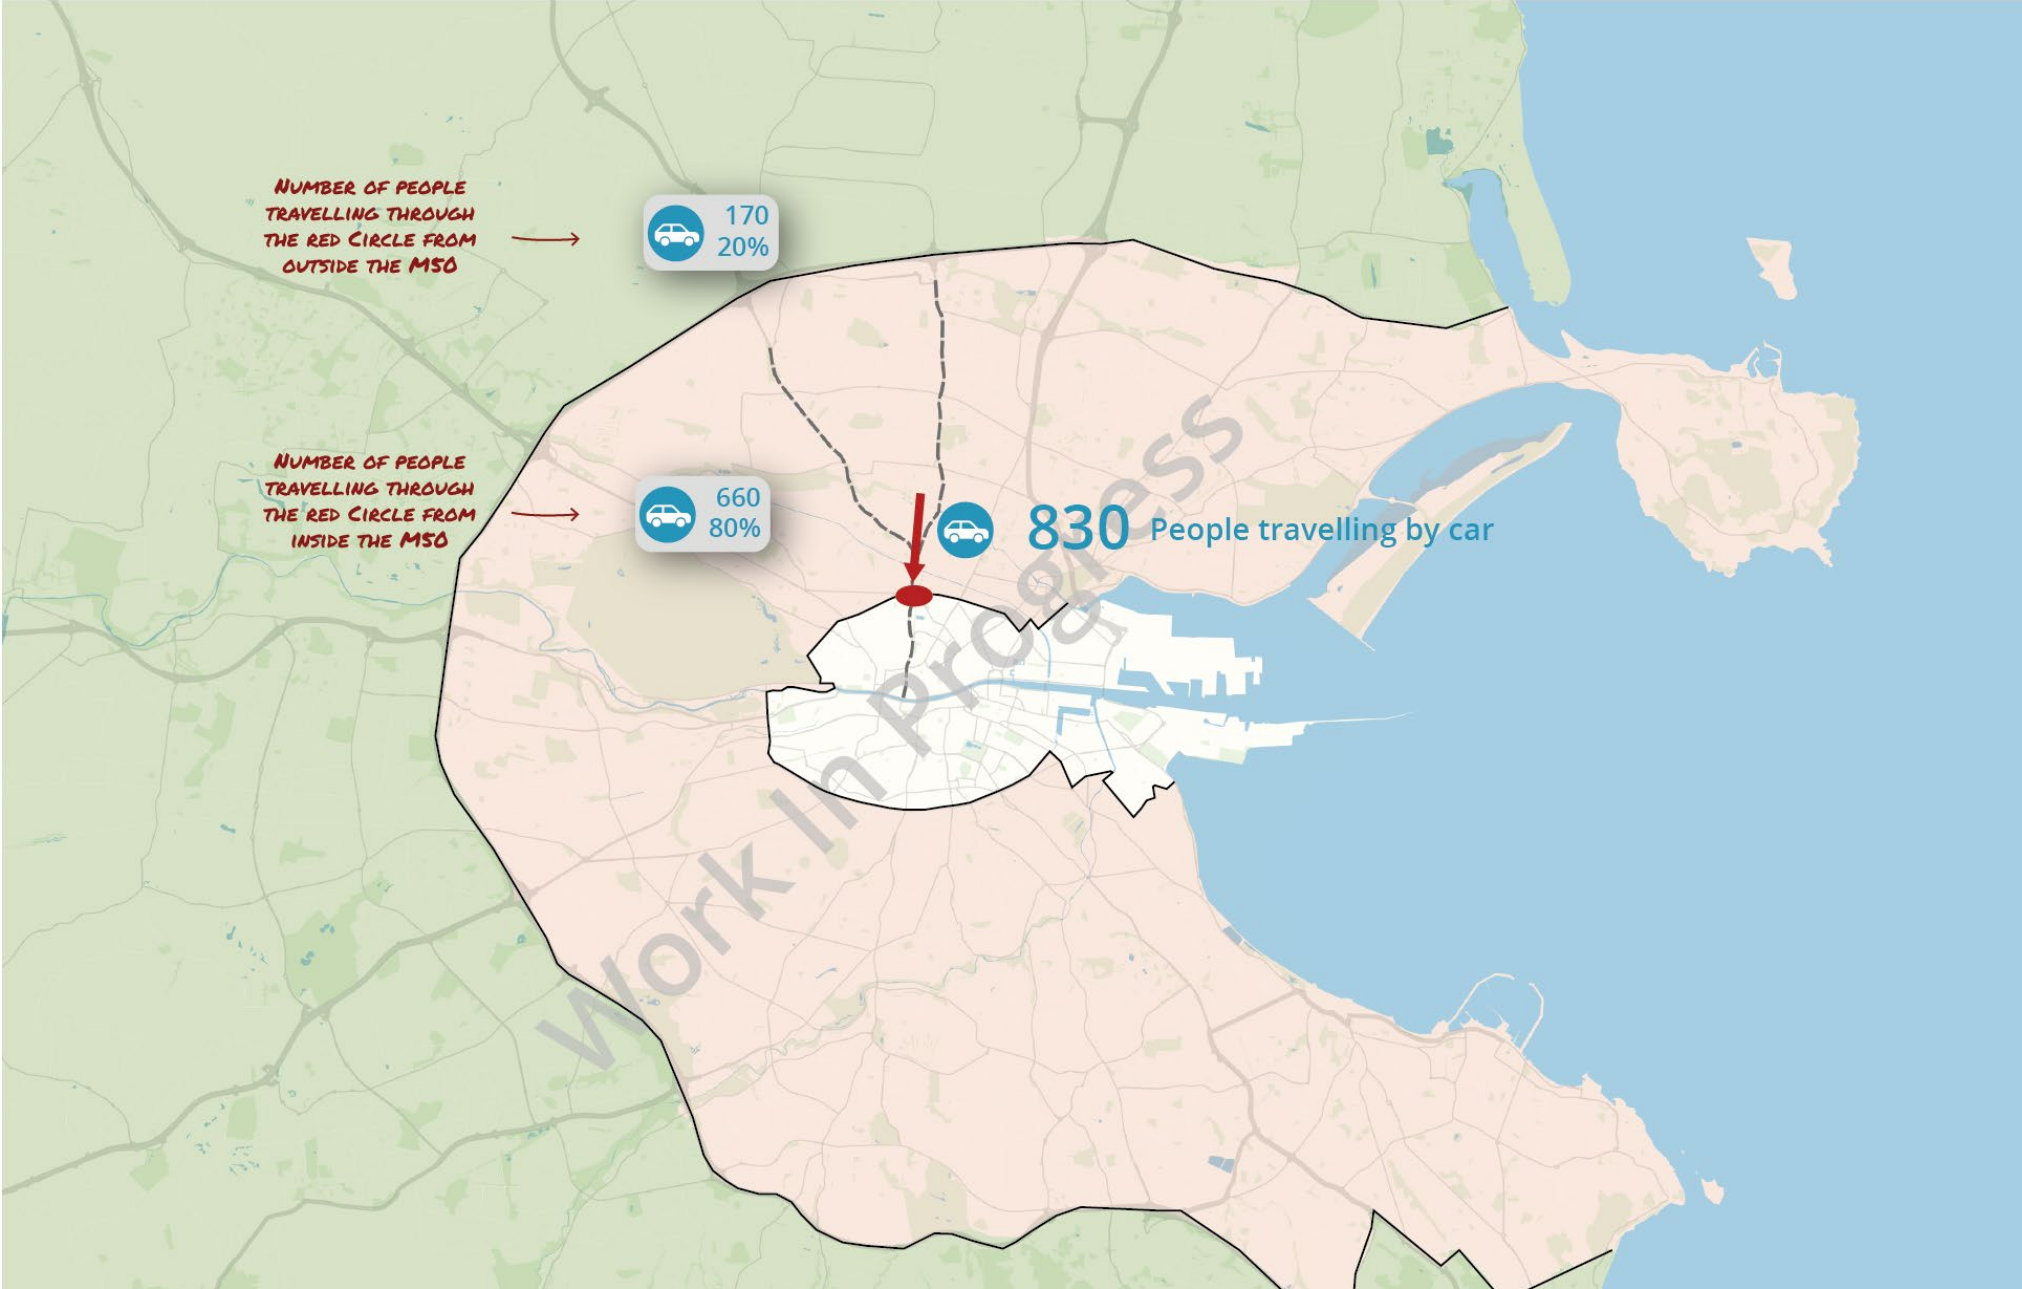 NUMBER OF PEOPLE
TRAVELLING THROUGH
THE RED CIRCLE FROM
OUTSIDE THE M50
170
20%
NUMBER OF PEOPLE
TRAVELLING THROUGH
THE RED CIRCLE FROM
INSIDE THE M50
660
80%
830 People travelling by car
Work In Progress